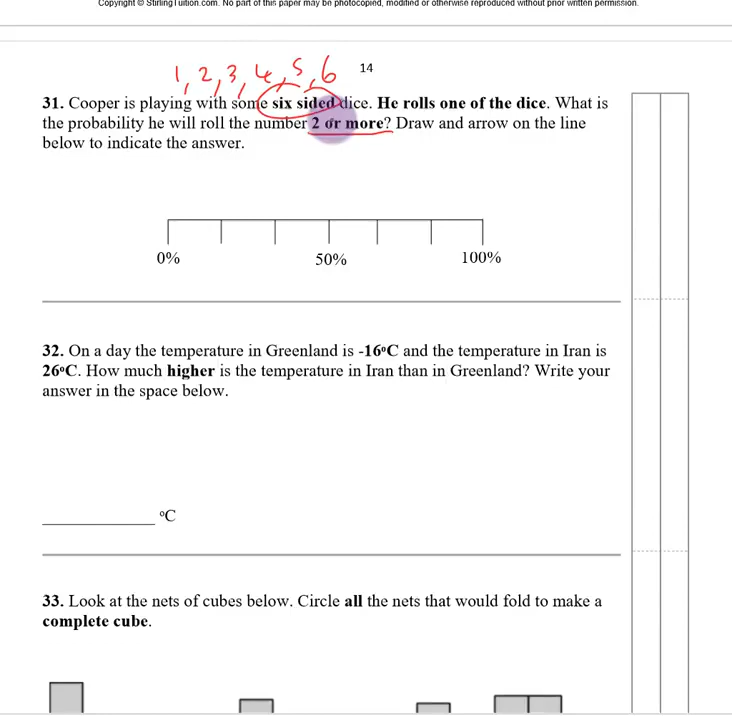 Copyright © StirlingTuition.com. No part of this paper may be photocopied, modified or otherwise reproduced without prior written permission.
14
1, 2, 3, 4, 5, 6
31. Cooper is playing with some six sided dice. He rolls one of the dice. What is
the probability he will roll the number 2 or more? Draw and arrow on the line
below to indicate the answer.
0% 50% 100%
32. On a day the temperature in Greenland is -16°C and the temperature in Iran is
26°C. How much higher is the temperature in Iran than in Greenland? Write your
answer in the space below.
______________ °C
33. Look at the nets of cubes below. Circle all the nets that would fold to make a
complete cube.